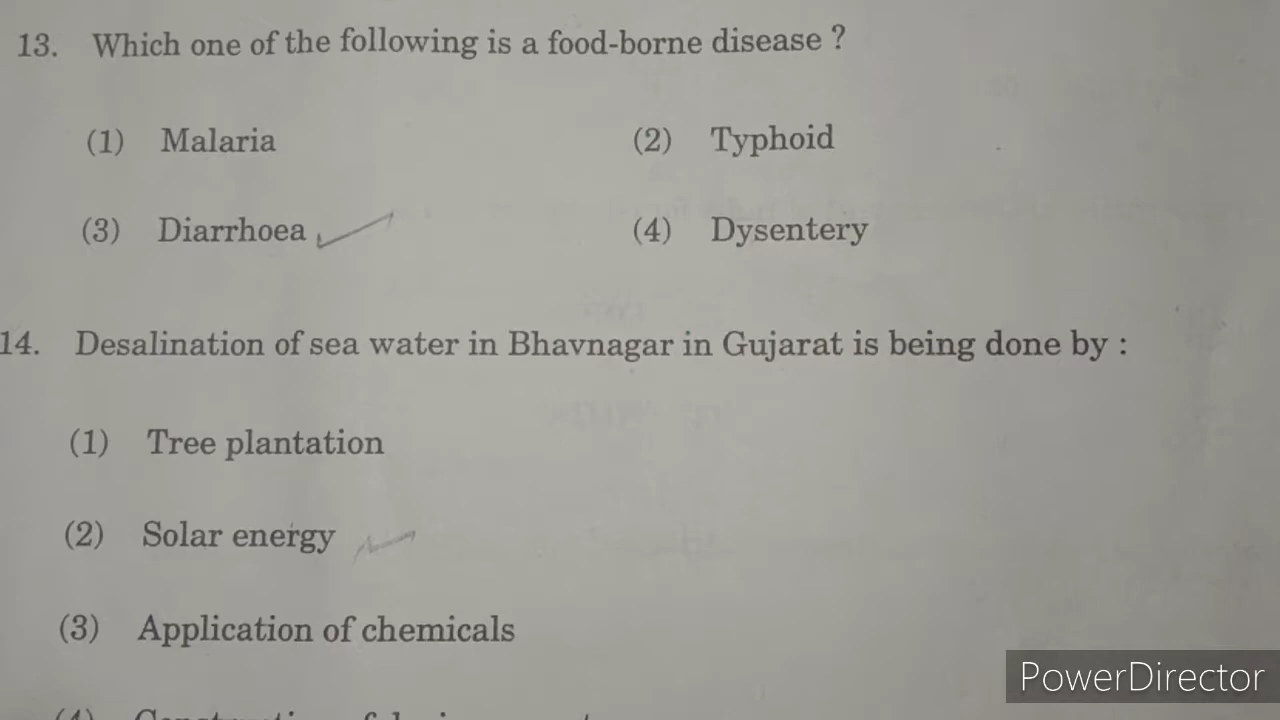 13. Which one of the following is a food-borne disease ?
(1) Malaria (2) Typhoid
(3) Diarrhoea (4) Dysentery
14. Desalination of sea water in Bhavnagar in Gujarat is being done by :
(1) Tree plantation
(2) Solar energy
(3) Application of chemicals
(4)
PowerDirector